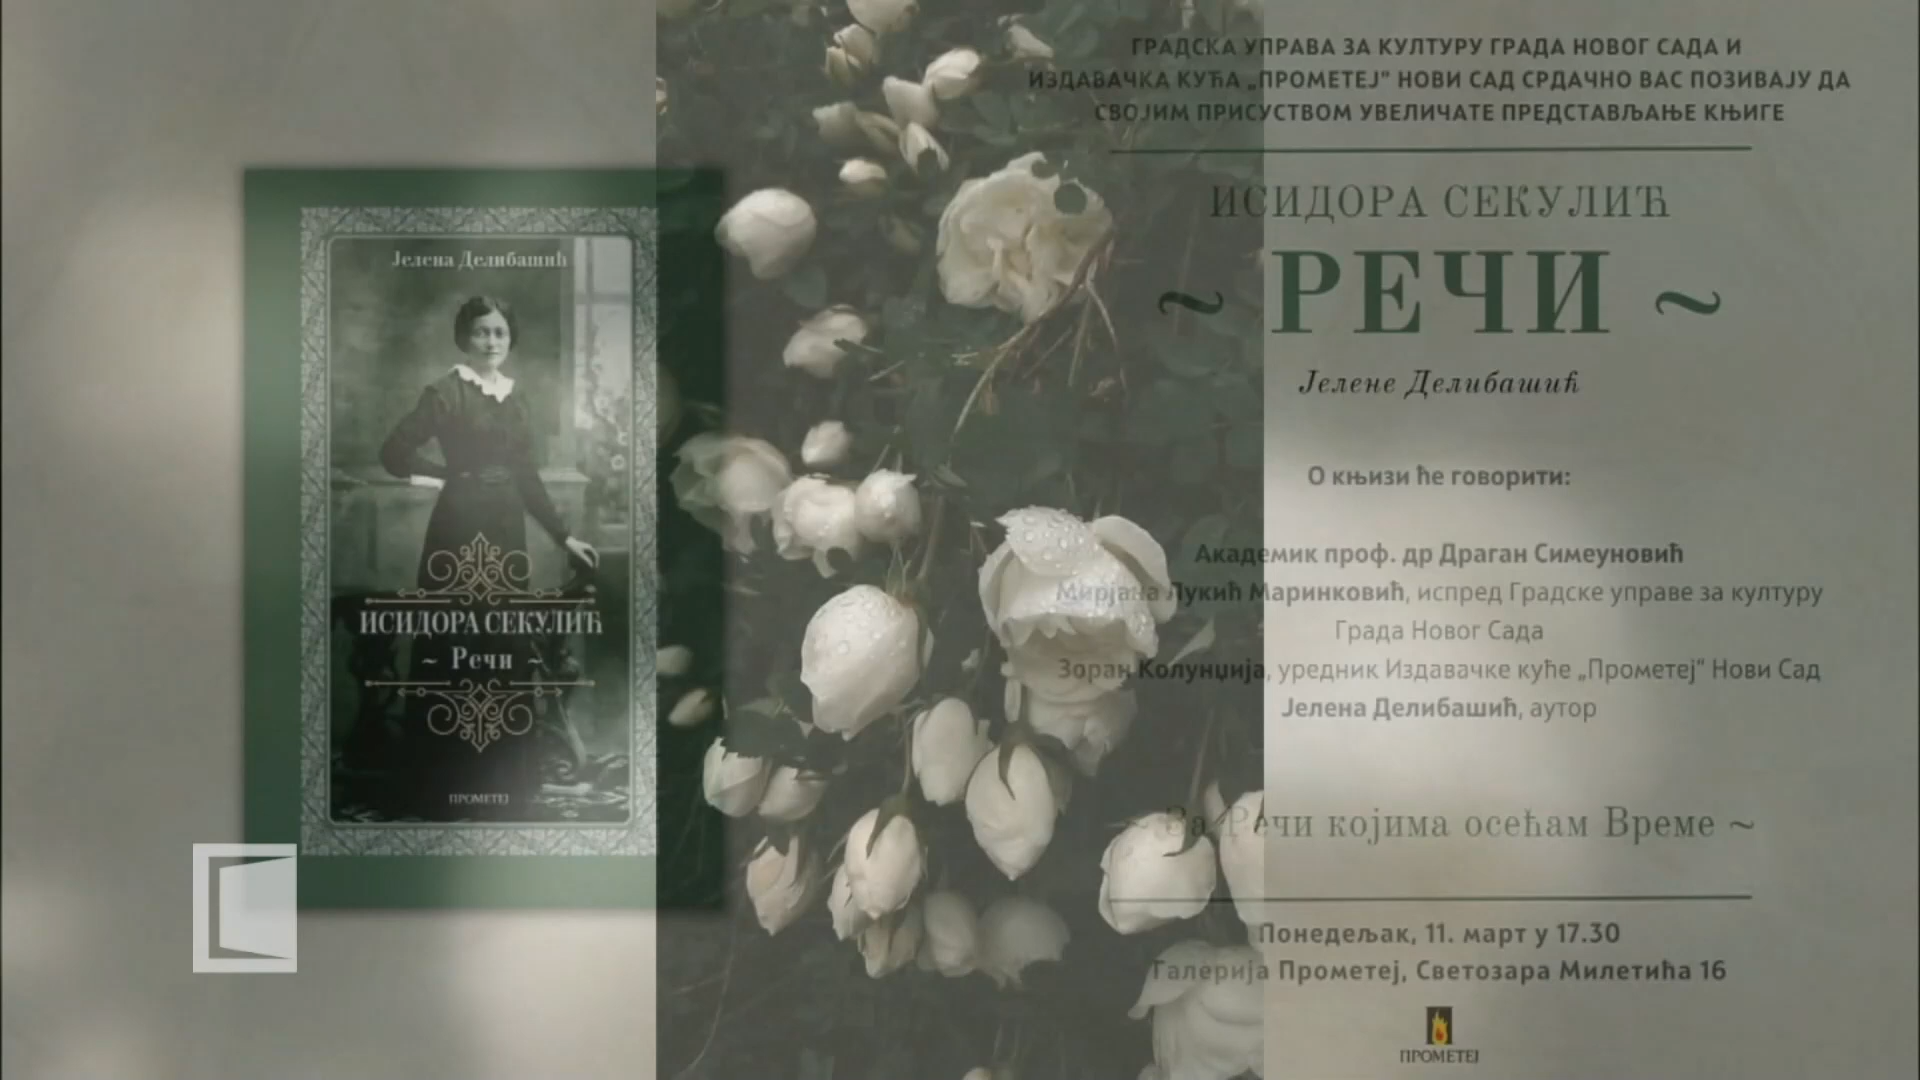 Јелена Делибашић
ИСИДОРА СЕКУЛИЋ
~ Речи ~
ПРОМЕТЕЈ
ГРАДСКА УПРАВА ЗА КУЛТУРУ ГРАДА НОВОГ САДА И
ИЗДАВАЧКА КУЋА „ПРОМЕТЕЈ” НОВИ САД СРДАЧНО ВАС ПОЗИВАЈУ ДА
СВОЈИМ ПРИСУСТВОМ УВЕЛИЧАТЕ ПРЕДСТАВЉАЊЕ КЊИГЕ
ИСИДОРА СЕКУЛИЋ
~ РЕЧИ ~
Јелене Делибашић
О књизи ће говорити:
Академик проф. др Драган Симеуновић
Мирјана Лукић Маринковић, испред Градске управе за културу
Града Новог Сада
Зоран Колунџија, уредник Издавачке куће „Прометеј” Нови Сад
Јелена Делибашић, аутор
~ За Речи којима осећам Време ~
Понедељак, 11. март у 17.30
Галерија Прометеј, Светозара Милетића 16
ПРОМЕТЕЈ